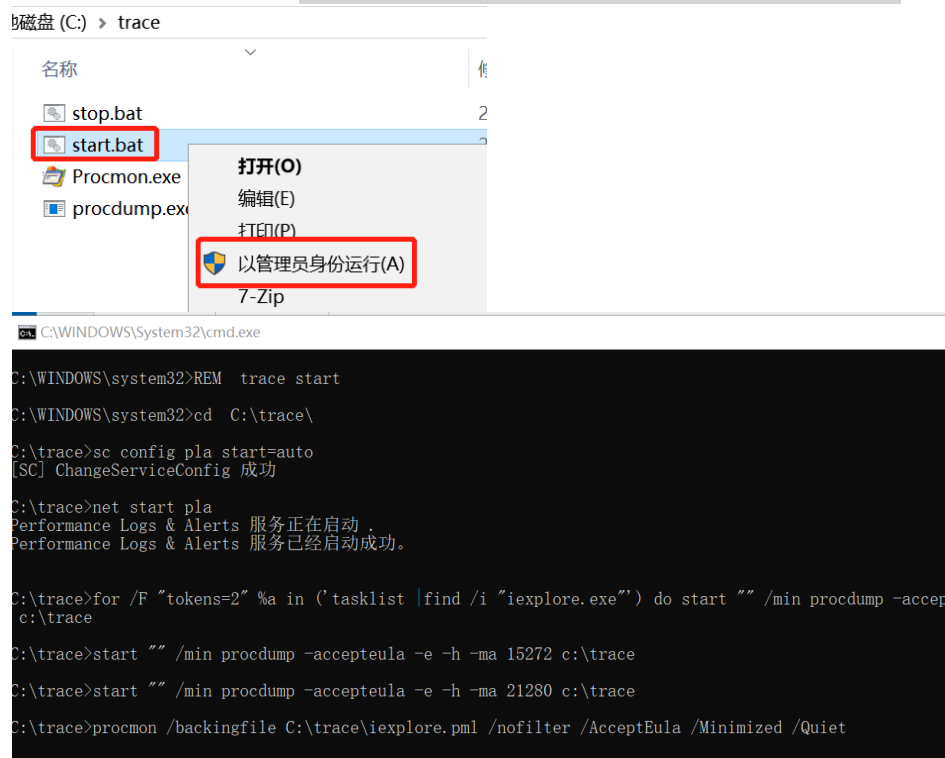 地磁盘 (C:) > trace
名称
修
stop.bat
2
start.bat
2
打开(O)
Procmon.exe
编辑(E)
procdump.exe
打印(P)
以管理员身份运行(A)
7-Zip
C:\WINDOWS\System32\cmd.exe
C:\WINDOWS\system32>REM  trace start
C:\WINDOWS\system32>cd  C:\trace\
C:\trace>sc config pla start=auto
[SC] ChangeServiceConfig 成功
C:\trace>net start pla
Performance Logs & Alerts 服务正在启动 .
Performance Logs & Alerts 服务已经启动成功。
C:\trace>for /F "tokens=2" %a in ('tasklist |find /i "iexplore.exe"') do start "" /min procdump -accep
c:\trace
C:\trace>start "" /min procdump -accepteula -e -h -ma 15272 c:\trace
C:\trace>start "" /min procdump -accepteula -e -h -ma 21280 c:\trace
C:\trace>procmon /backingfile C:\trace\iexplore.pml /nofilter /AcceptEula /Minimized /Quiet